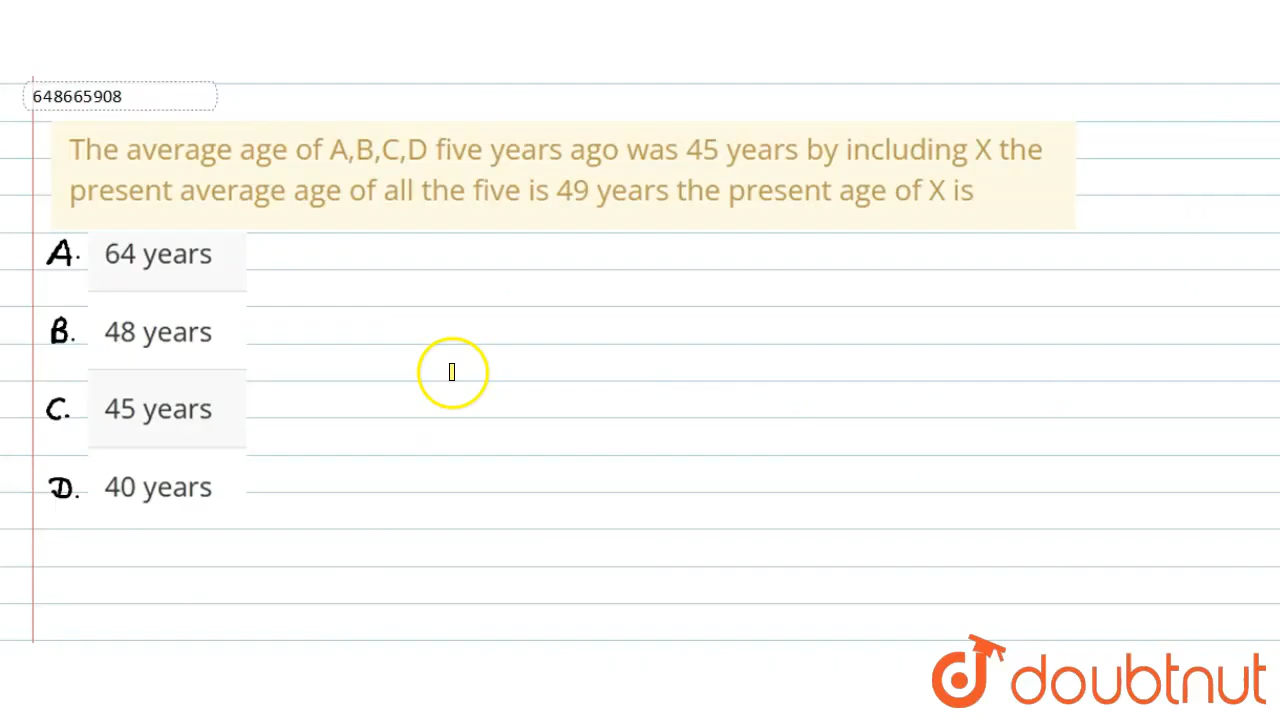 648665908
The average age of A,B,C,D five years ago was 45 years by including X the
present average age of all the five is 49 years the present age of X is
A. 64 years
B. 48 years
C. 45 years
D. 40 years
doubtnut